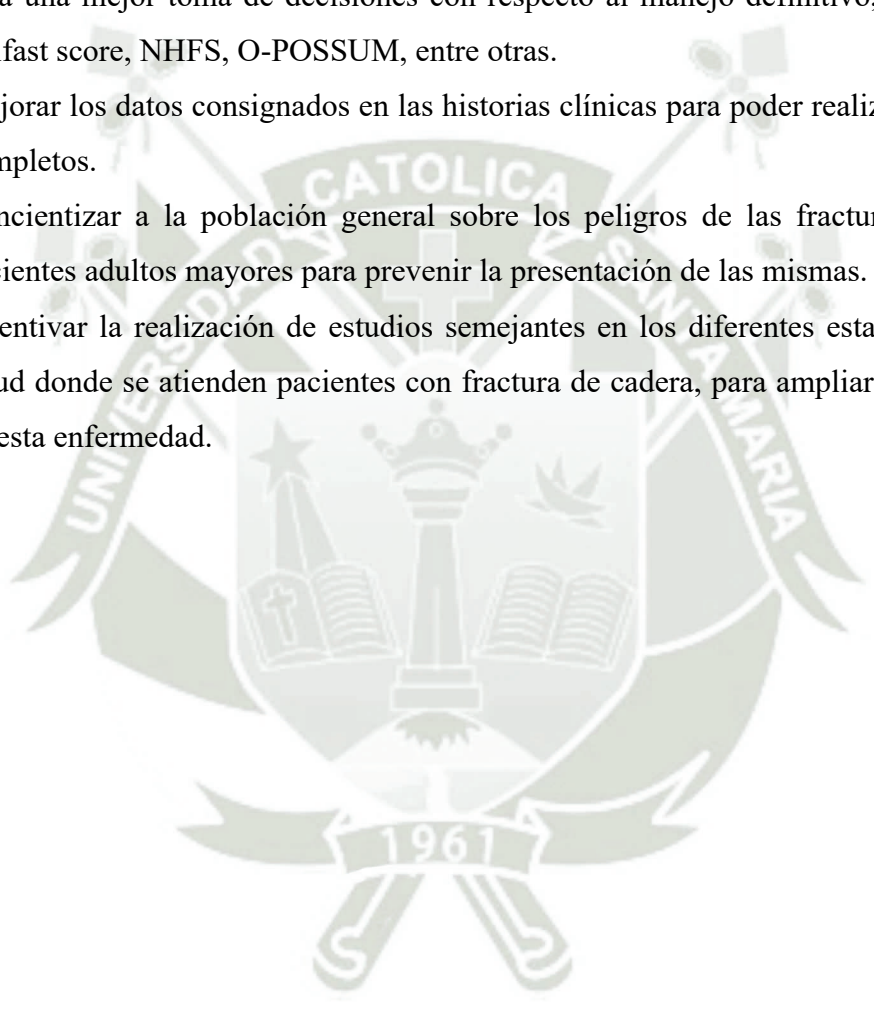 a una mejor toma de decisiones con respecto al manejo definitivo,
fast score, NHFS, O-POSSUM, entre otras.
jorar los datos consignados en las historias clínicas para poder realiz
mpletos.
ncientizar a la población general sobre los peligros de las fractu
cientes adultos mayores para prevenir la presentación de las mismas.
entivar la realización de estudios semejantes en los diferentes esta
ud donde se atienden pacientes con fractura de cadera, para ampliar
esta enfermedad.
UNIVERSIDAD CATOLICA SANTA MARIA
1961